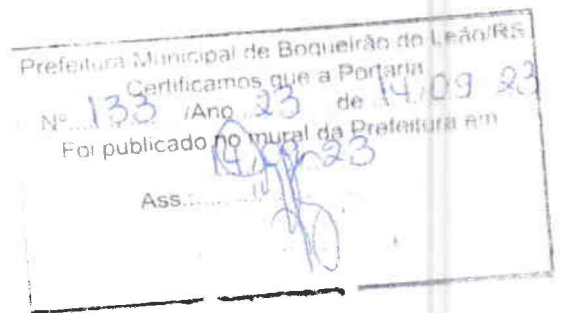 Prefeitura Municipal de Boqueirão do Leão/RS
Certificamos que a Portaria
Nº 133 /Ano 23 de 14/09 23
Foi publicado no mural da Prefeitura em
14/09/23
Ass.: